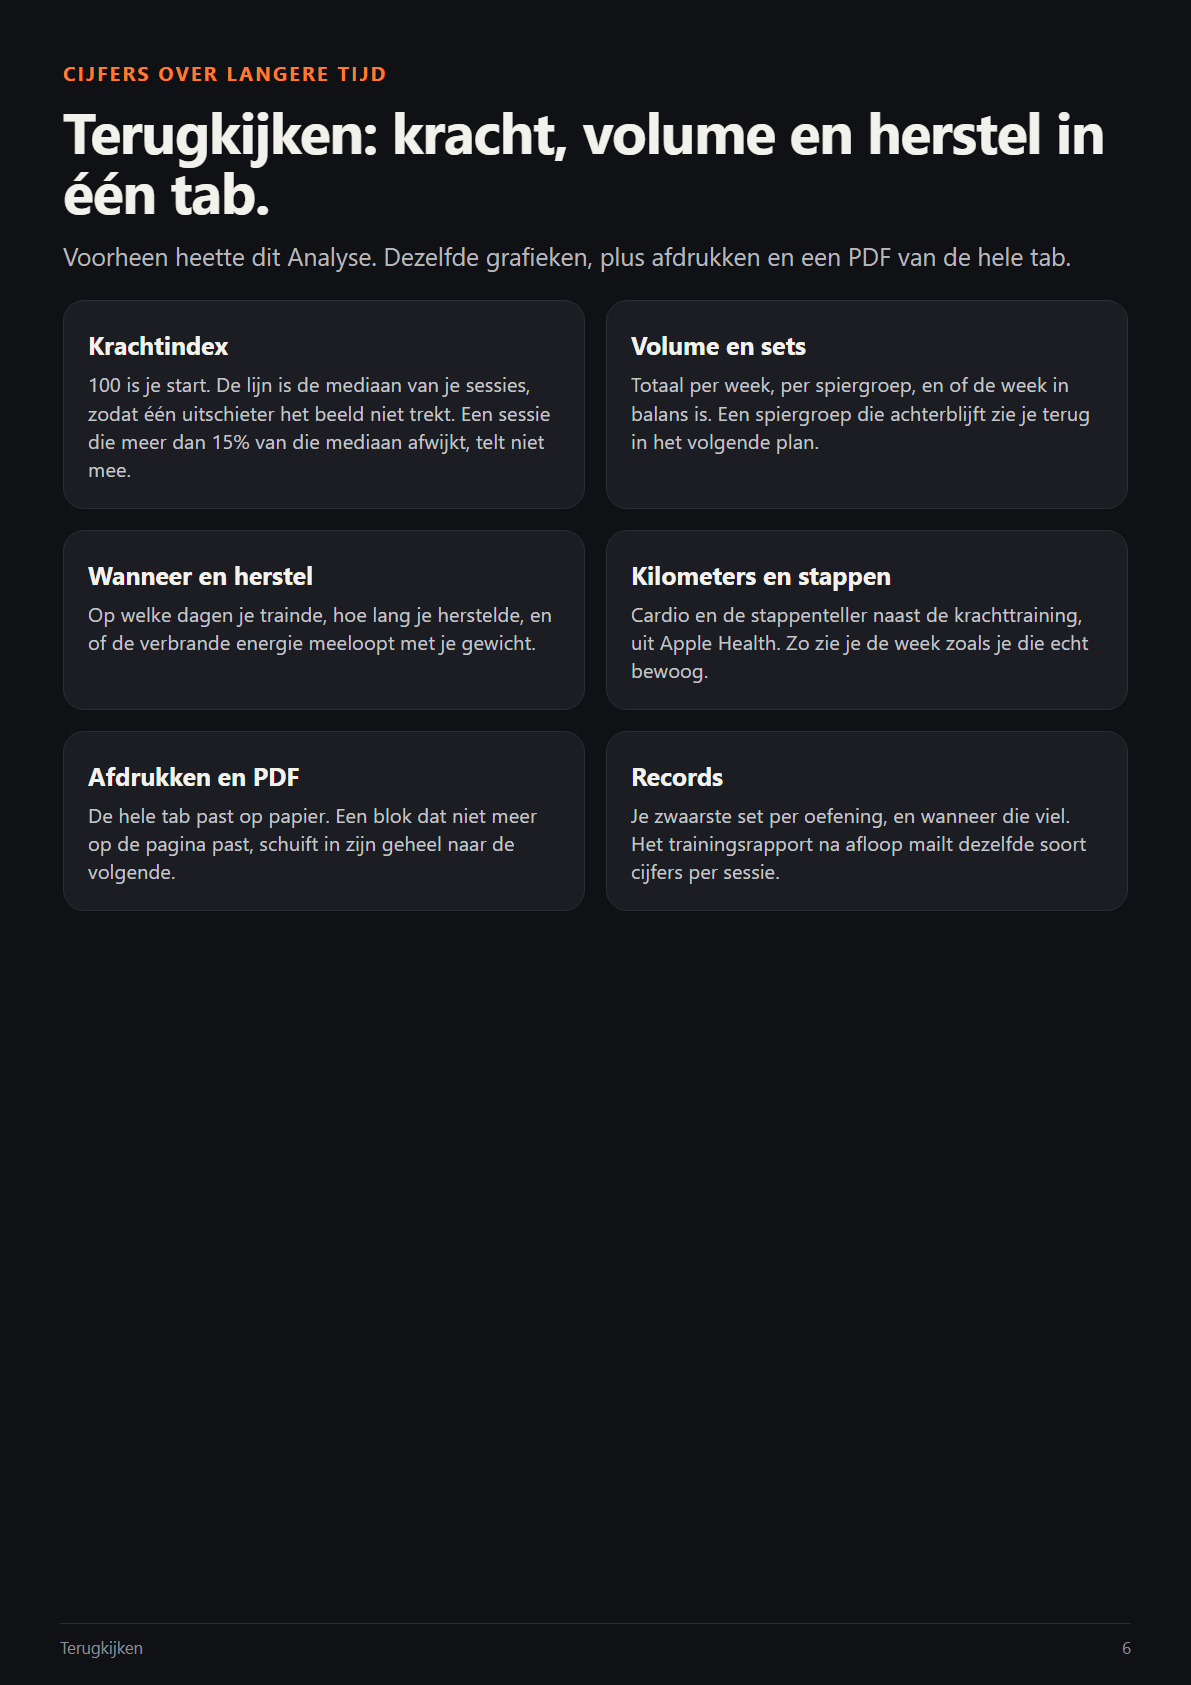 CIJFERS OVER LANGERE TIJD
Terugkijken: kracht, volume en herstel in
één tab.
Voorheen heette dit Analyse. Dezelfde grafieken, plus afdrukken en een PDF van de hele tab.
Krachtindex
100 is je start. De lijn is de mediaan van je sessies,
zodat één uitschieter het beeld niet trekt. Een sessie
die meer dan 15% van die mediaan afwijkt, telt niet
mee.
Volume en sets
Totaal per week, per spiergroep, en of de week in
balans is. Een spiergroep die achterblijft zie je terug
in het volgende plan.
Wanneer en herstel
Op welke dagen je trainde, hoe lang je herstelde, en
of de verbrande energie meeloopt met je gewicht.
Kilometers en stappen
Cardio en de stappenteller naast de krachttraining,
uit Apple Health. Zo zie je de week zoals je die echt
bewoog.
Afdrukken en PDF
De hele tab past op papier. Een blok dat niet meer
op de pagina past, schuift in zijn geheel naar de
volgende.
Records
Je zwaarste set per oefening, en wanneer die viel.
Het trainingsrapport na afloop mailt dezelfde soort
cijfers per sessie.
Terugkijken
6